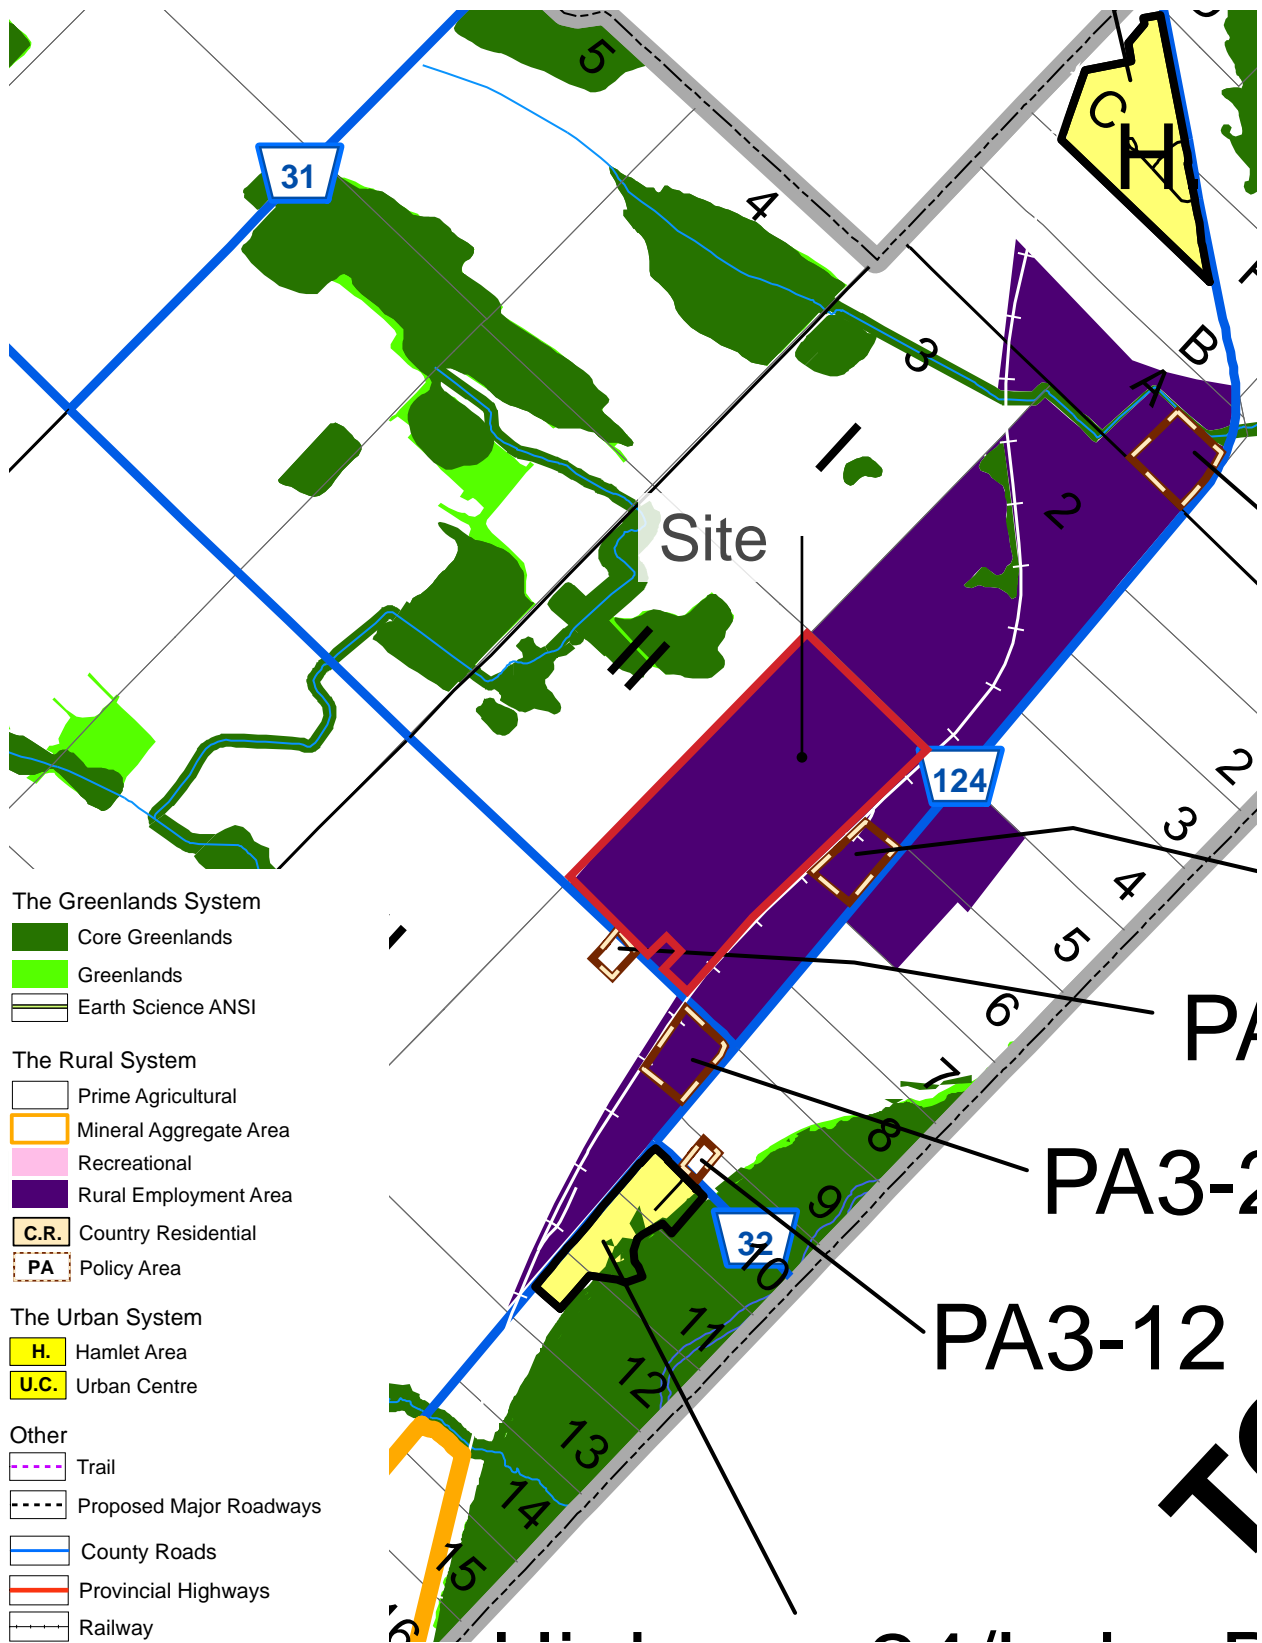 5
C
H
31
4
B
3
A
I
2
Site
II
124
2
3
4
5
6
7
8
9
10
11
12
13
14
15
32
PA
PA3-2
PA3-12
The Greenlands System
Core Greenlands
Greenlands
Earth Science ANSI
The Rural System
Prime Agricultural
Mineral Aggregate Area
Recreational
Rural Employment Area
C.R. Country Residential
PA Policy Area
The Urban System
H. Hamlet Area
U.C. Urban Centre
Other
Trail
Proposed Major Roadways
County Roads
Provincial Highways
Railway